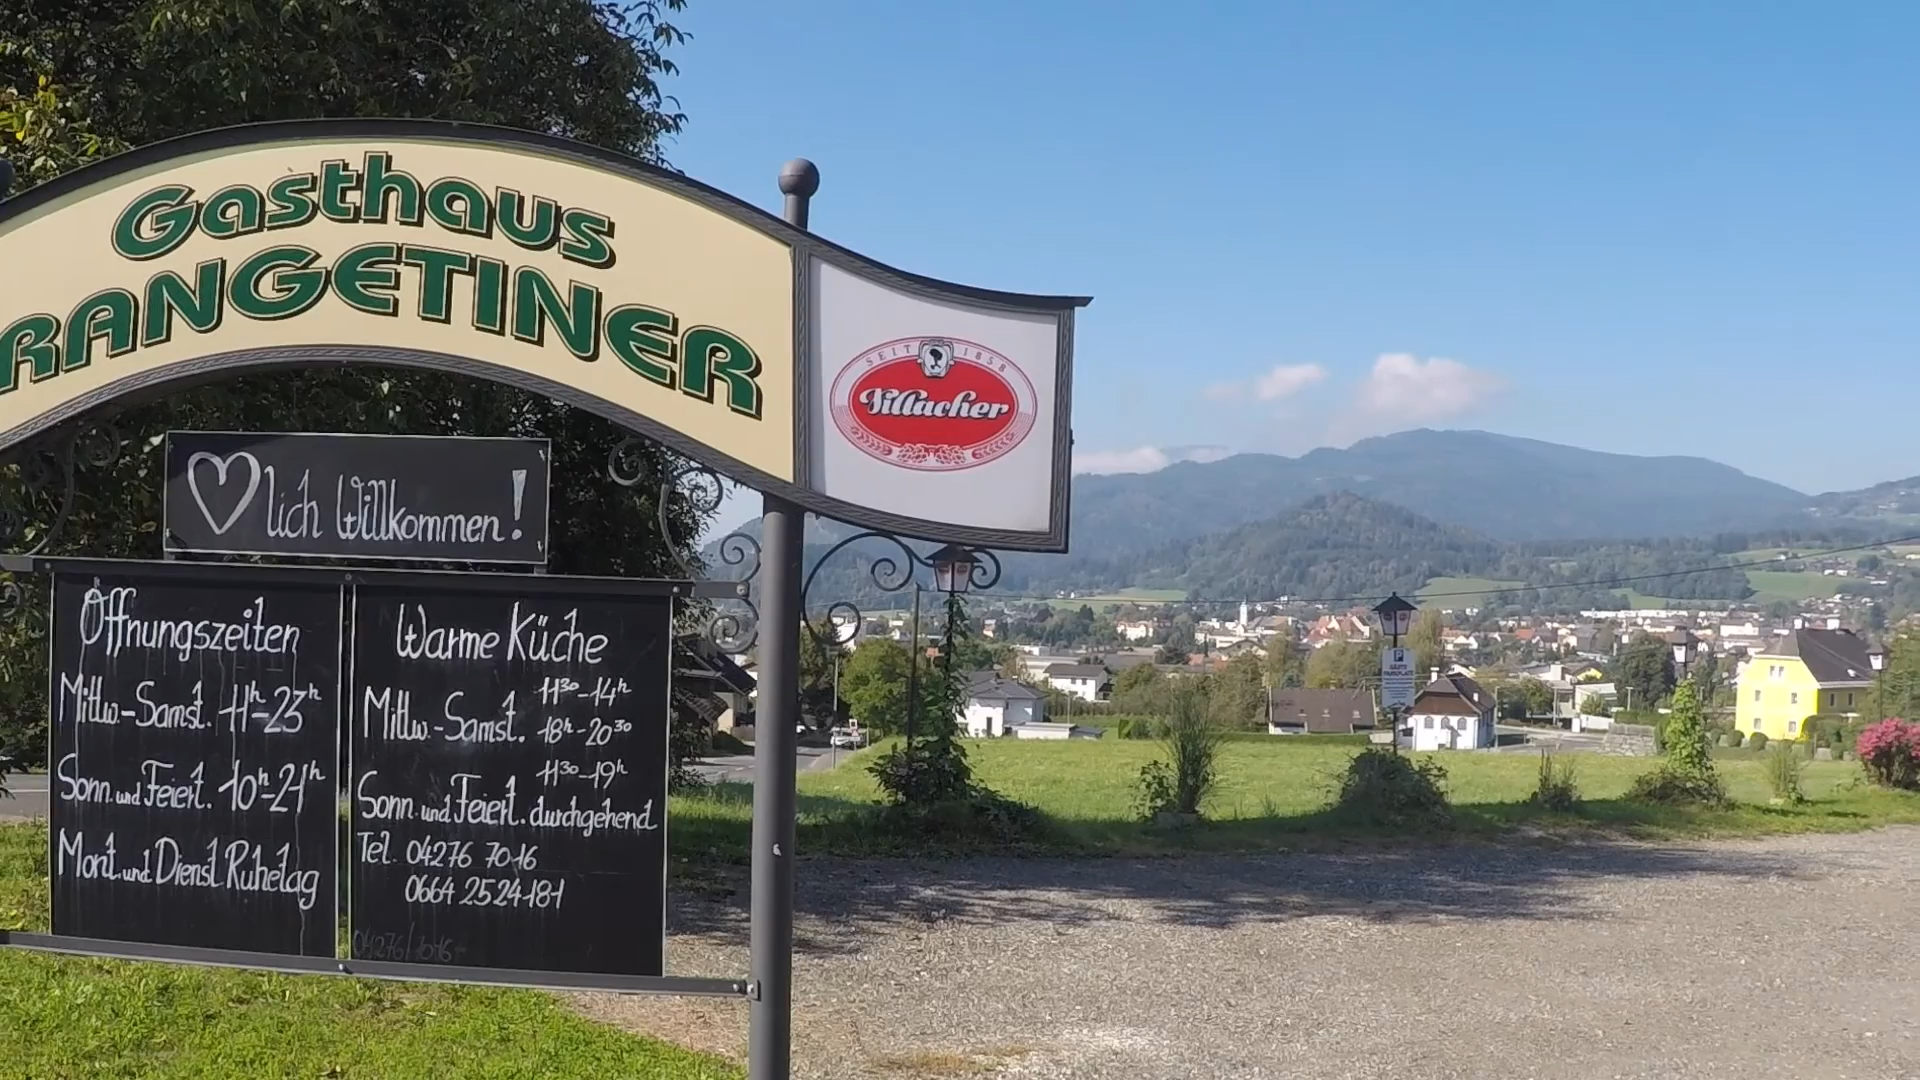 Gasthaus
RANGETINER
SEIT 1858
Villacher
lich Willkommen!
Öffnungszeiten
Mittw.-Samst. 11h-23h
Sonn. und Feiert. 10h-21h
Mont. und Dienst. Ruhetag
Warme Küche
11³⁰-14h
Mittw.-Samst. 18h-20³⁰
11³⁰-19h
Sonn. und Feiert. durchgehend
Tel. 04276 7016
0664 2524181
P
GÄSTE
PARKPLATZ